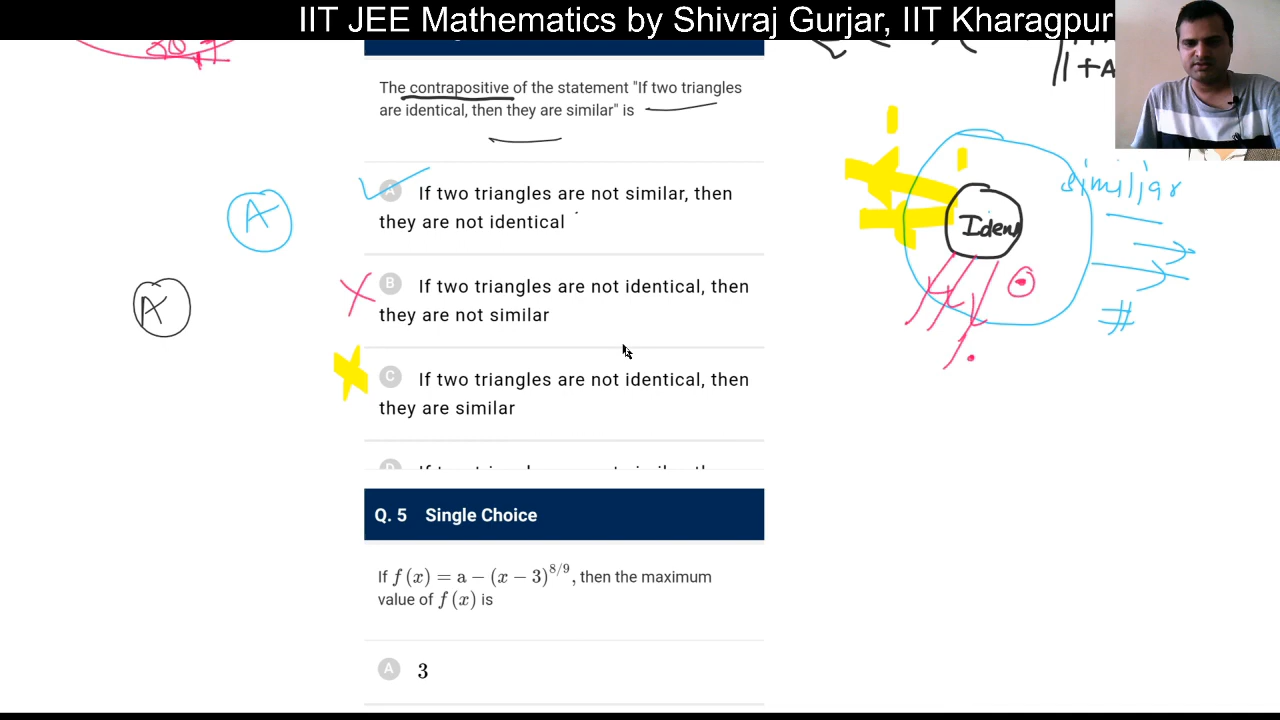 IIT JEE Mathematics by Shivraj Gurjar, IIT Kharagpur
The contrapositive of the statement "If two triangles
are identical, then they are similar" is
A If two triangles are not similar, then
they are not identical
B If two triangles are not identical, then
they are not similar
C If two triangles are not identical, then
they are similar
A
A
similiar
Iden
#
Q. 5 Single Choice
If f(x) = a − (x − 3)^{8/9}, then the maximum
value of f(x) is
A 3